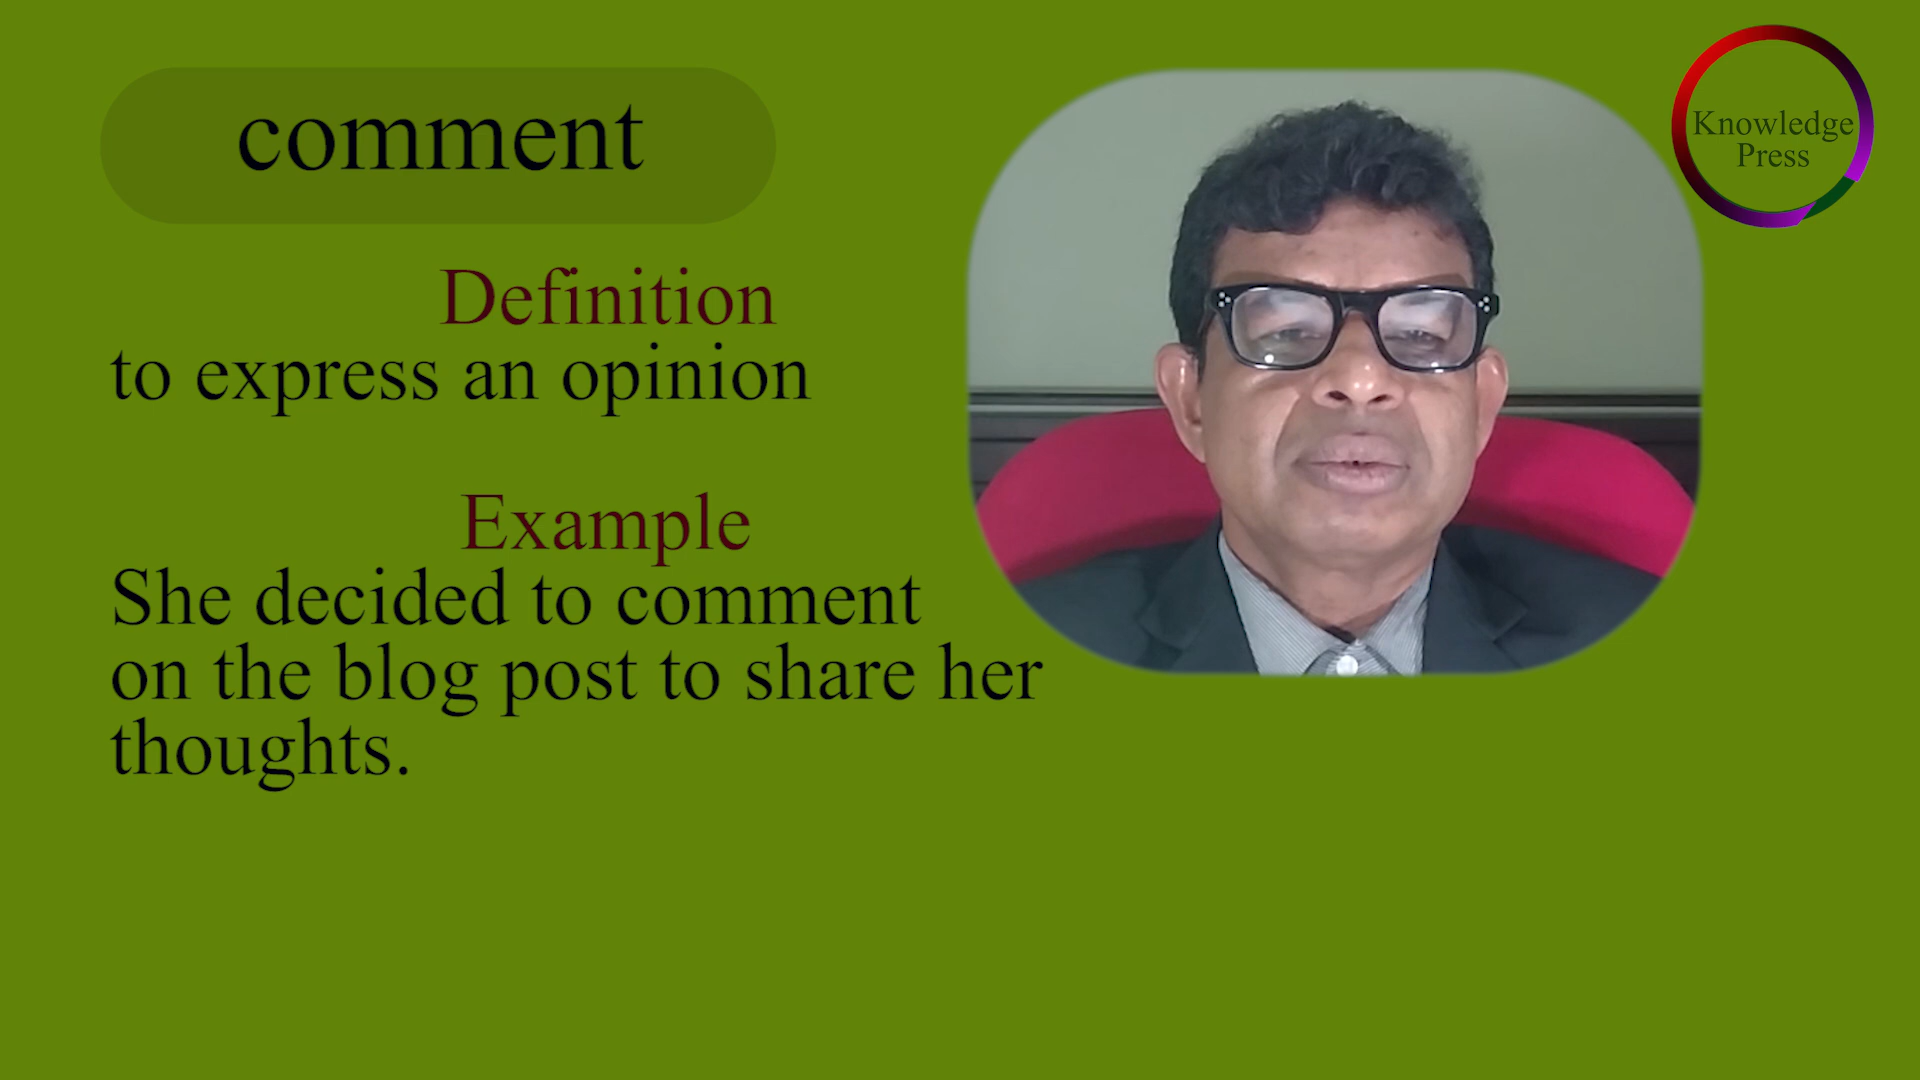 comment
Definition
to express an opinion
Example
She decided to comment
on the blog post to share her
thoughts.
Knowledge
Press